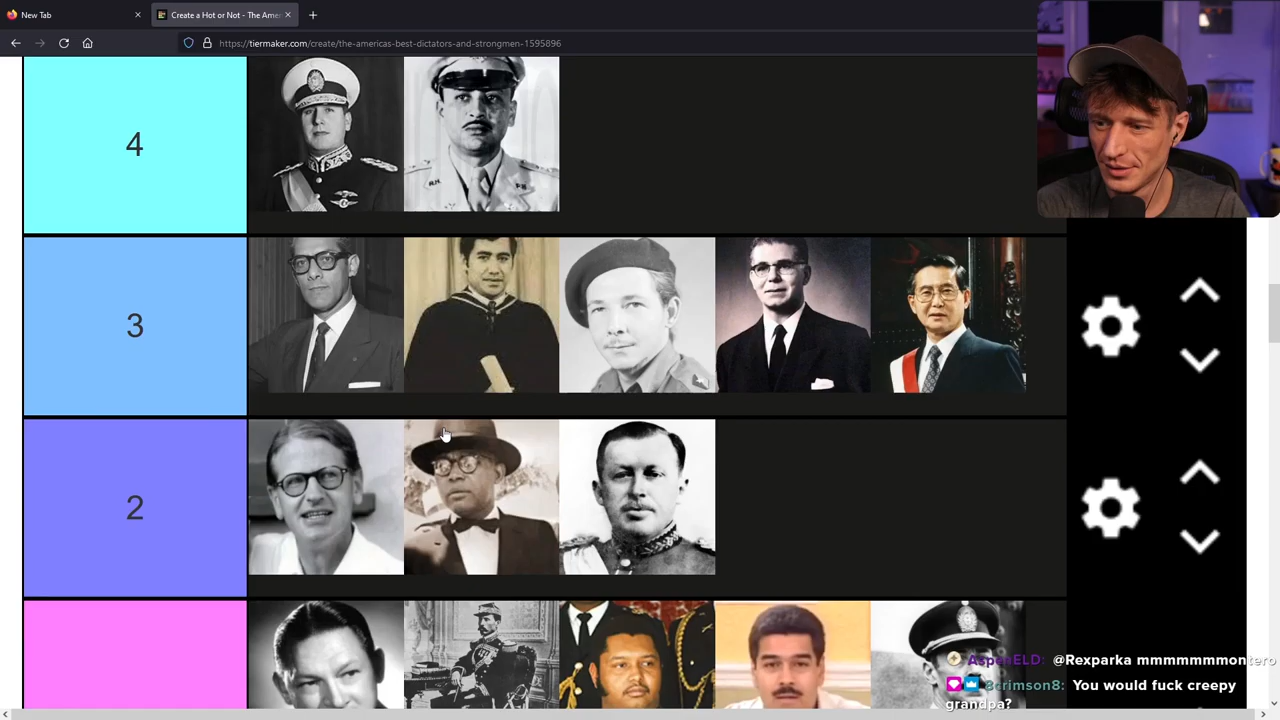 New Tab
Create a Hot or Not - The Ame
https://tiermaker.com/create/the-americas-best-dictators-and-strongmen-1595896
4
3
2
AspenELD: @Rexparka mmmmmmmontero
8crimson8: You would fuck creepy
grandpa?